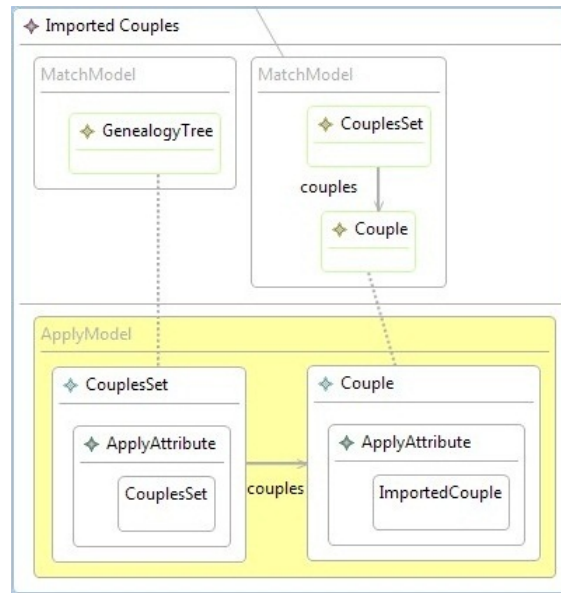 Imported Couples
MatchModel
GenealogyTree
MatchModel
CouplesSet
couples
Couple
ApplyModel
CouplesSet
ApplyAttribute
CouplesSet
couples
Couple
ApplyAttribute
ImportedCouple